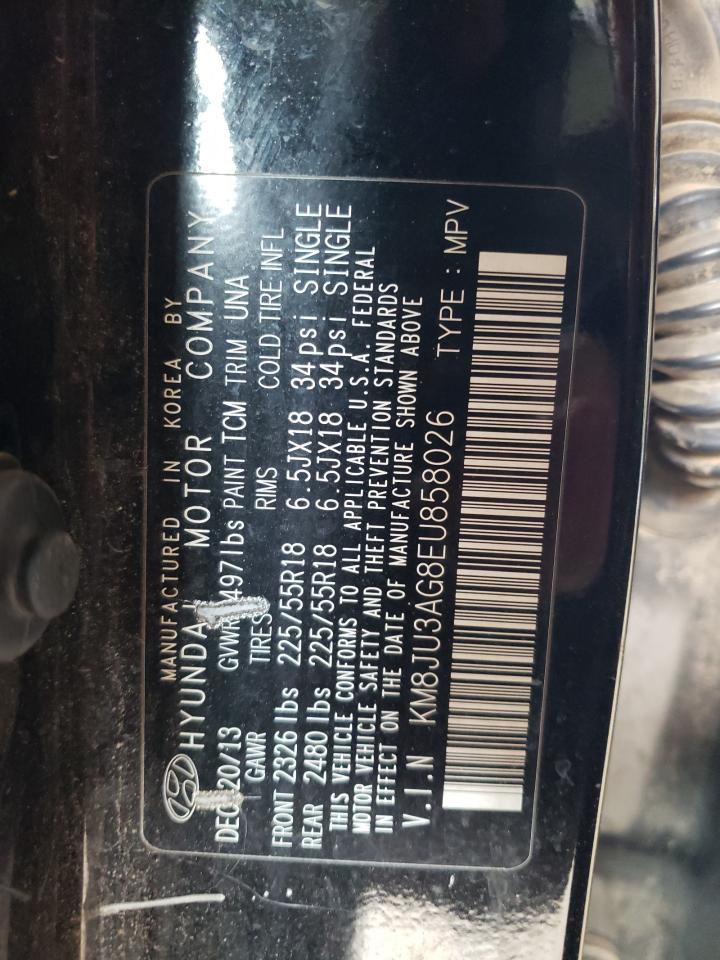 MANUFACTURED IN KOREA BY
HYUNDAI MOTOR COMPANY
DEC 20/13 GVWR 4971lbs PAINT TCM TRIM UNA
GAWR TIRES RIMS COLD TIRE INFL
FRONT 2326 lbs 225/55R18 6.5JX18 34psi SINGLE
REAR 2480 lbs 225/55R18 6.5JX18 34psi SINGLE
THIS VEHICLE CONFORMS TO ALL APPLICABLE U.S.A. FEDERAL
MOTOR VEHICLE SAFETY AND THEFT PREVENTION STANDARDS
IN EFFECT ON THE DATE OF MANUFACTURE SHOWN ABOVE
V.I.N KM8JU3AG8EU858026 TYPE : MPV